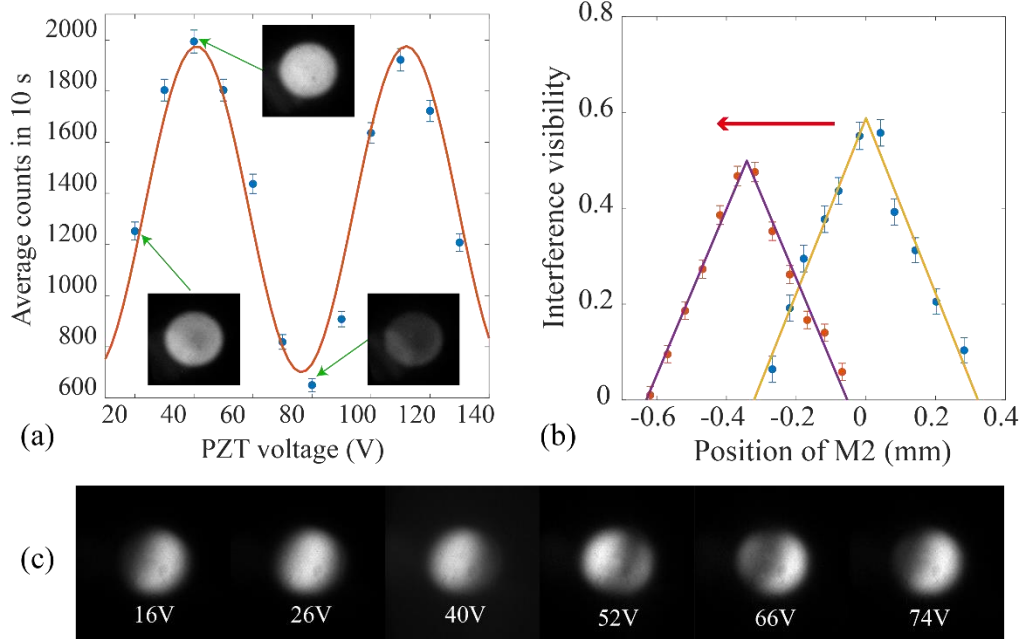 (a)
Average counts in 10 s
2000
1800
1600
1400
1200
1000
800
600
20 40 60 80 100 120 140
PZT voltage (V)
(b)
Interference visibility
0.8
0.6
0.4
0.2
0
-0.6 -0.4 -0.2 0 0.2 0.4
Position of M2 (mm)
(c)
16V 26V 40V 52V 66V 74V